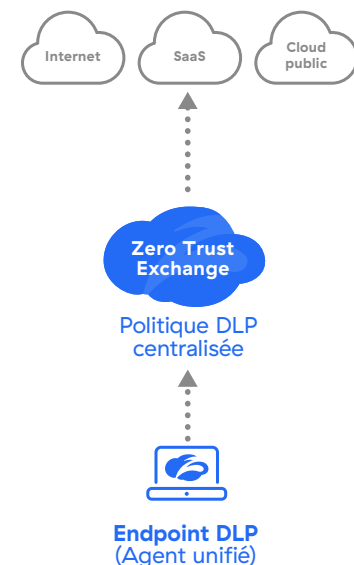 Internet
SaaS
Cloud
public
Zero Trust
Exchange
Politique DLP
centralisée
Endpoint DLP
(Agent unifié)